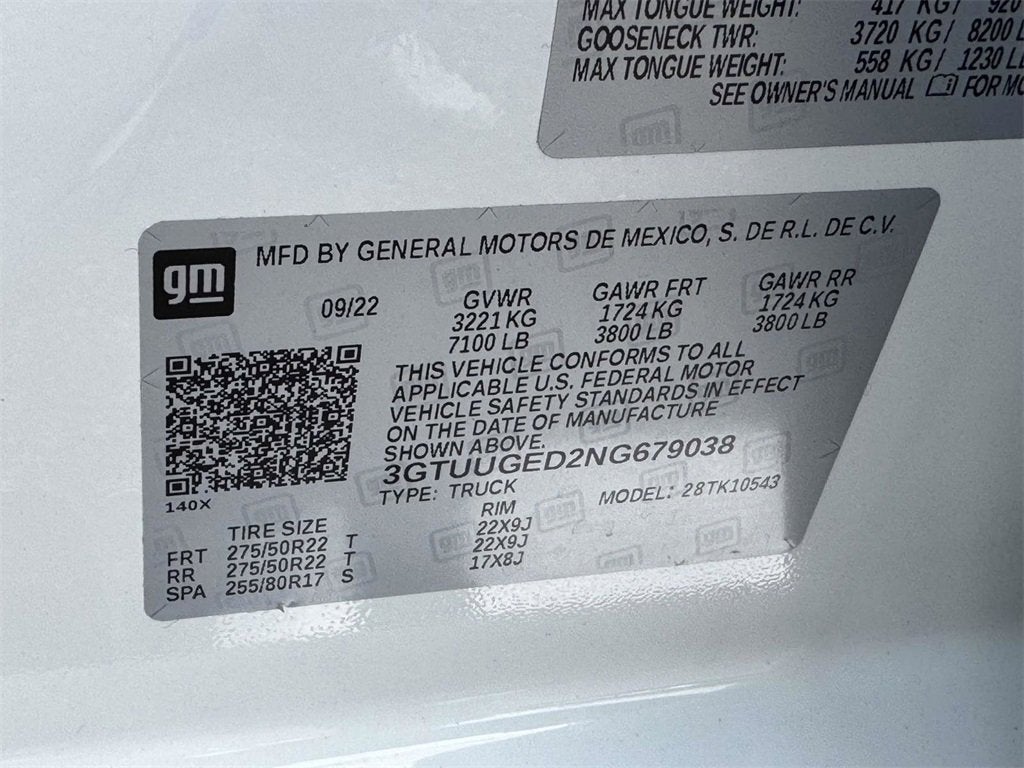 MAX TONGUE WEIGHT: 417 KG/ 920
GOOSENECK TWR: 3720 KG/ 8200 L
MAX TONGUE WEIGHT: 558 KG/ 1230 LB
SEE OWNER'S MANUAL FOR MO
gm
MFD BY GENERAL MOTORS DE MEXICO, S. DE R.L. DE C.V.
09/22 GVWR GAWR FRT GAWR RR
3221 KG 1724 KG 1724 KG
7100 LB 3800 LB 3800 LB
THIS VEHICLE CONFORMS TO ALL
APPLICABLE U.S. FEDERAL MOTOR
VEHICLE SAFETY STANDARDS IN EFFECT
ON THE DATE OF MANUFACTURE
SHOWN ABOVE.
3GTUUGED2NG679038
TYPE: TRUCK MODEL: 28TK10543
140X
TIRE SIZE RIM
FRT 275/50R22 T 22X9J
RR 275/50R22 T 22X9J
SPA 255/80R17 S 17X8J